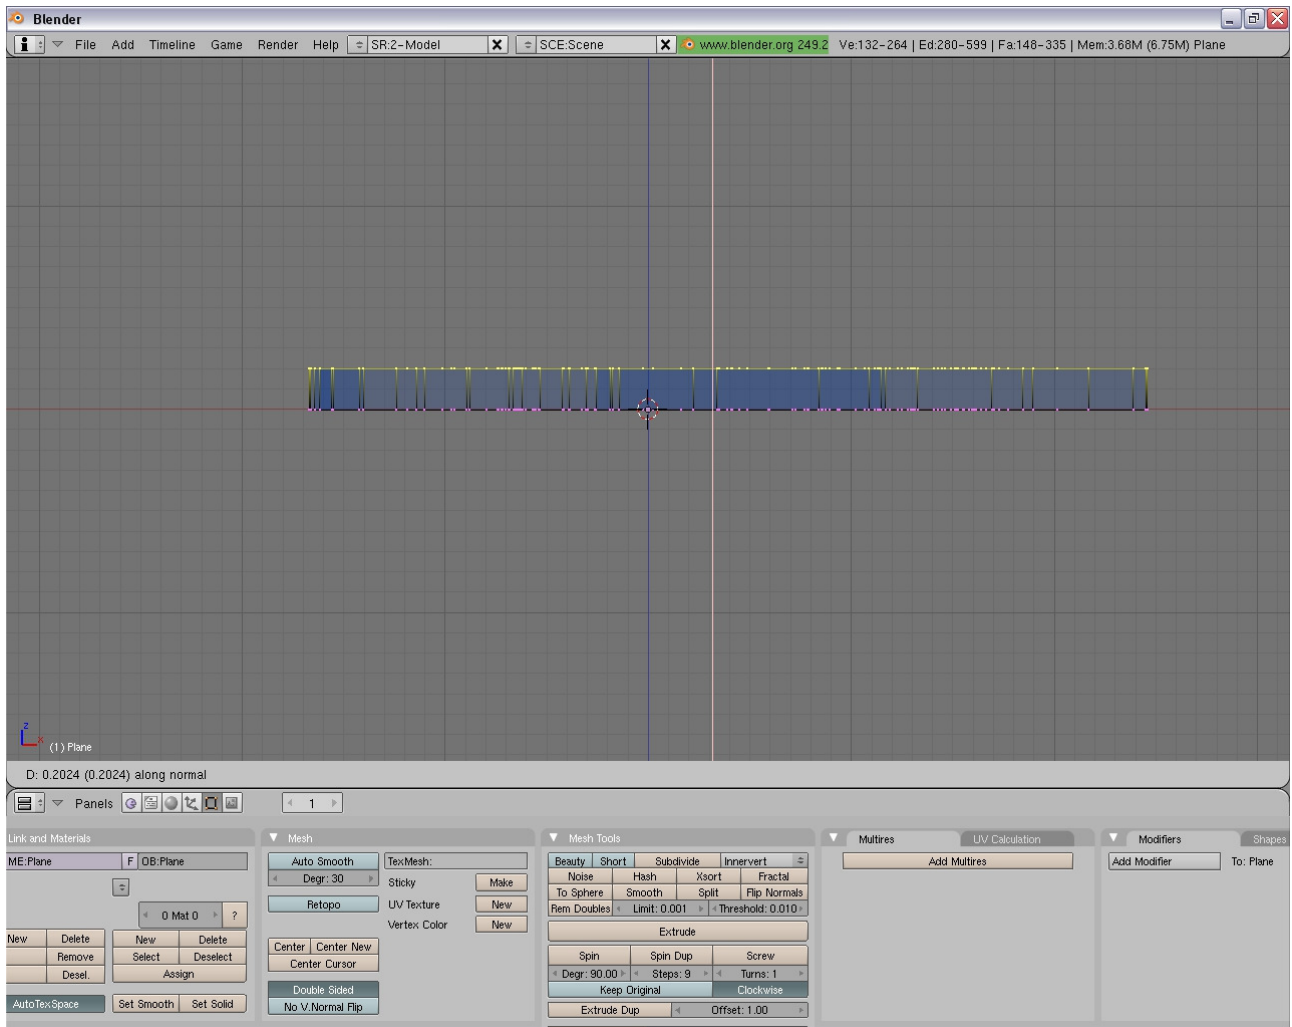 Blender
File Add Timeline Game Render Help SR:2-Model SCE:Scene www.blender.org 249.2 Ve:132-264 | Ed:280-599 | Fa:148-335 | Mem:3.68M (6.75M) Plane
z
x
(1) Plane
D: 0.2024 (0.2024) along normal
Panels 1
Link and Materials Mesh Mesh Tools Multires UV Calculation Modifiers Shapes
ME:Plane F OB:Plane Auto Smooth TexMesh: Beauty Short Subdivide Innervert Add Multires Add Modifier To: Plane
Degr: 30 Sticky Make Noise Hash Xsort Fractal
To Sphere Smooth Split Flip Normals
0 Mat 0 ? Retopo UV Texture New Rem Doubles Limit: 0.001 Threshold: 0.010
Vertex Color New Extrude
New Delete New Delete Center Center New
Remove Select Deselect Center Cursor Spin Spin Dup Screw
Desel. Assign Degr: 90.00 Steps: 9 Turns: 1
Double Sided Keep Original Clockwise
AutoTexSpace Set Smooth Set Solid No V.Normal Flip Extrude Dup Offset: 1.00